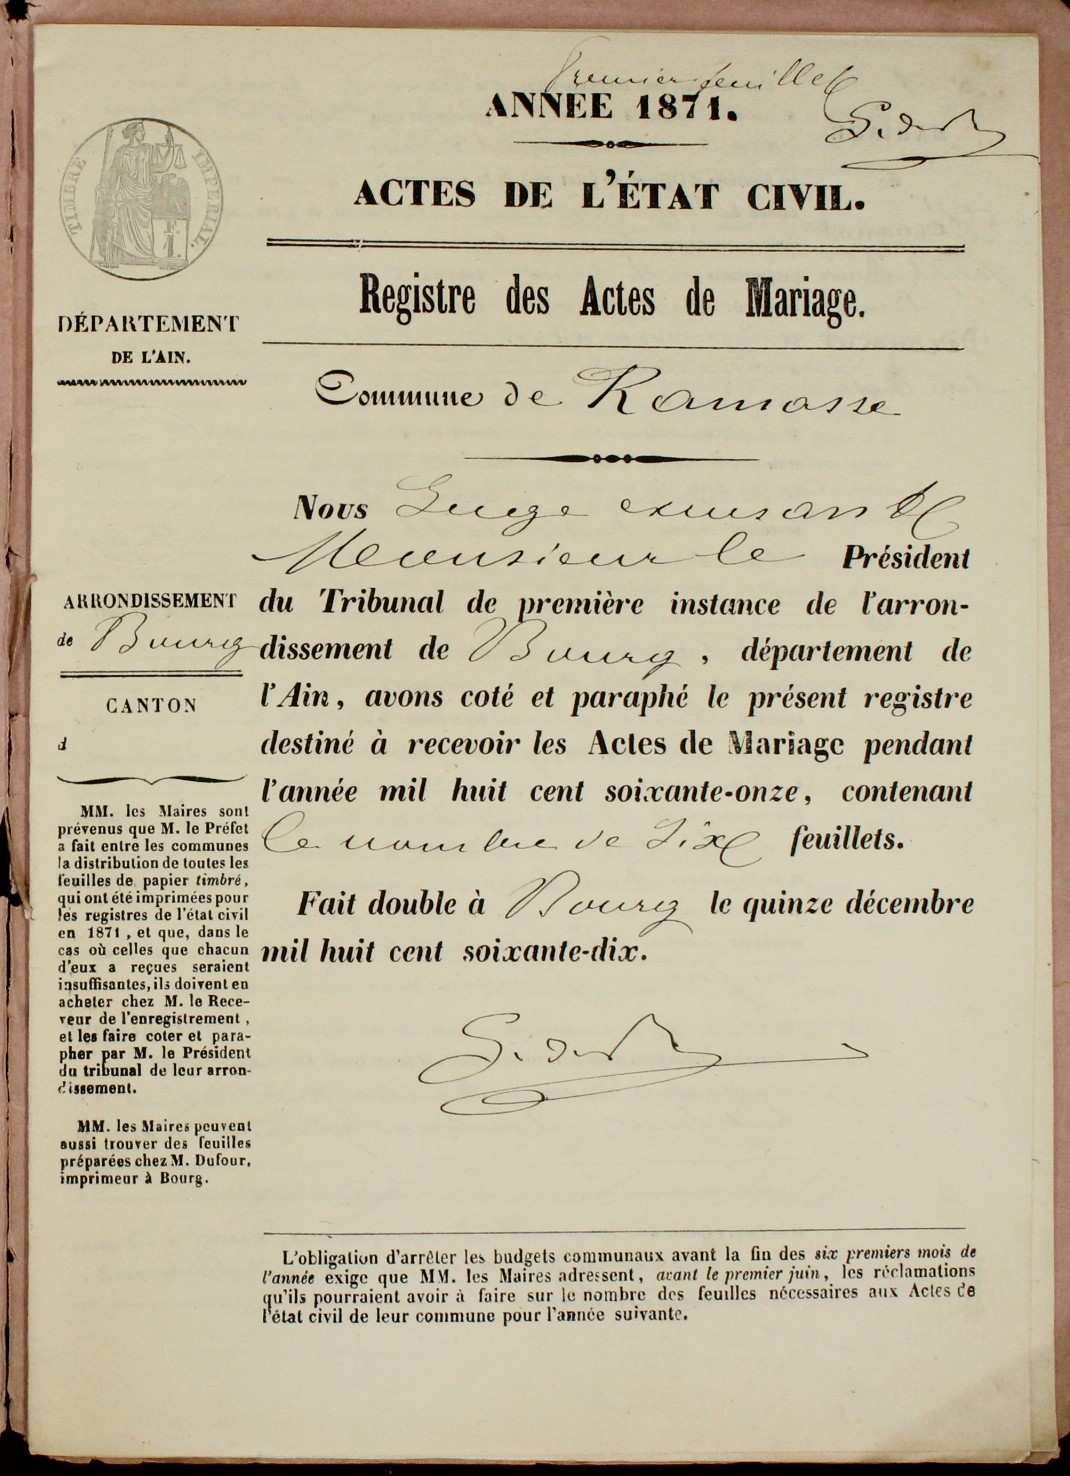 Premier feuillet
ANNÉE 1871.
ACTES DE L'ÉTAT CIVIL.
TIMBRE IMPÉRIAL.
1 F.
Registre des Actes de Mariage.
DÉPARTEMENT
DE L'AIN.
Commune de Ramasse
Nous Juge
Monsieur le Président
du Tribunal de première instance de l'arron-
dissement de Bourg, département de
l'Ain, avons coté et paraphé le présent registre
destiné à recevoir les Actes de Mariage pendant
l'année mil huit cent soixante-onze, contenant
le nombre de Six feuillets.
Fait double à Bourg le quinze décembre
mil huit cent soixante-dix.
ARRONDISSEMENT
de Bourg
CANTON
d
MM. les Maires sont
prévenus que M. le Préfet
a fait entre les communes
la distribution de toutes les
feuilles de papier timbré,
qui ont été imprimées pour
les registres de l'état civil
en 1871, et que, dans le
cas où celles que chacun
d'eux a reçues seraient
insuffisantes, ils doivent en
acheter chez M. le Rece-
veur de l'enregistrement,
et les faire coter et para-
pher par M. le Président
du tribunal de leur arron-
dissement.
MM. les Maires peuvent
aussi trouver des feuilles
préparées chez M. Dufour,
imprimeur à Bourg.
L'obligation d'arrêter les budgets communaux avant la fin des six premiers mois de
l'année exige que MM. les Maires adressent, avant le premier juin, les réclamations
qu'ils pourraient avoir à faire sur le nombre des feuilles nécessaires aux Actes de
l'état civil de leur commune pour l'année suivante.